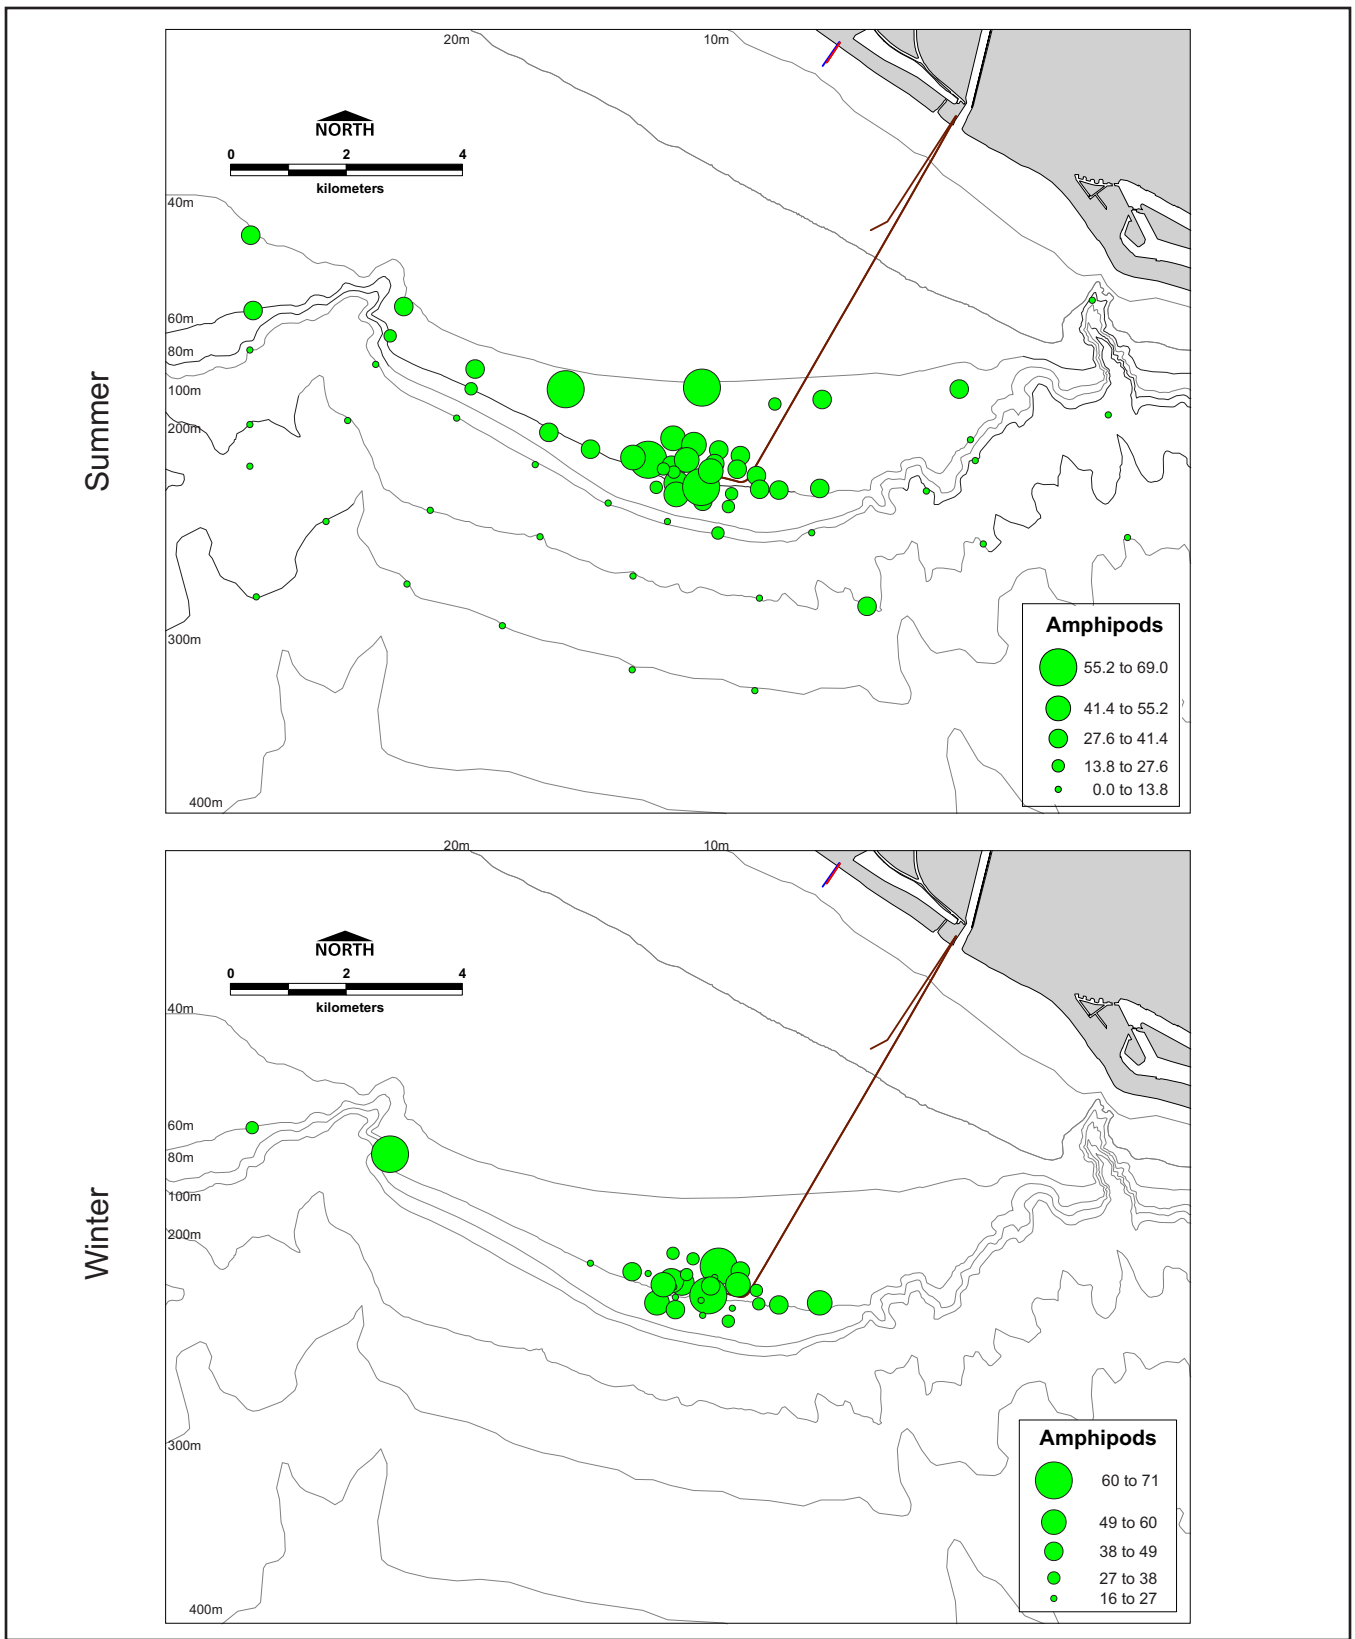 Summer
20m
10m
NORTH
0 2 4
kilometers
40m
60m
80m
100m
200m
300m
400m
Amphipods
55.2 to 69.0
41.4 to 55.2
27.6 to 41.4
13.8 to 27.6
0.0 to 13.8
Winter
20m
10m
NORTH
0 2 4
kilometers
40m
60m
80m
100m
200m
300m
400m
Amphipods
60 to 71
49 to 60
38 to 49
27 to 38
16 to 27